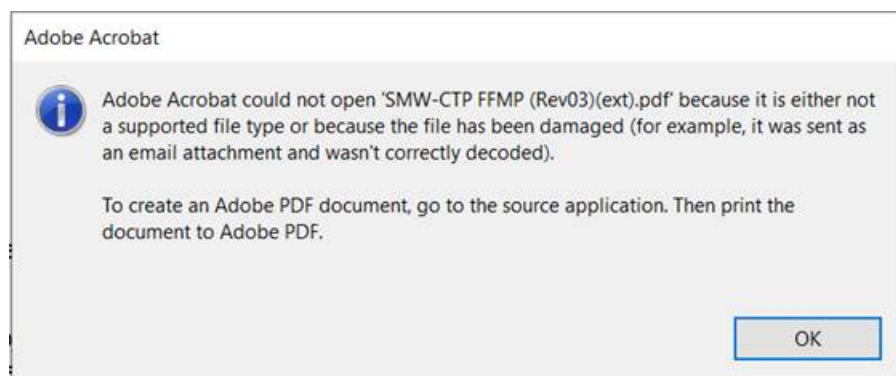 Adobe Acrobat
Adobe Acrobat could not open 'SMW-CTP FFMP (Rev03)(ext).pdf' because it is either not
a supported file type or because the file has been damaged (for example, it was sent as
an email attachment and wasn't correctly decoded).
To create an Adobe PDF document, go to the source application. Then print the
document to Adobe PDF.
OK